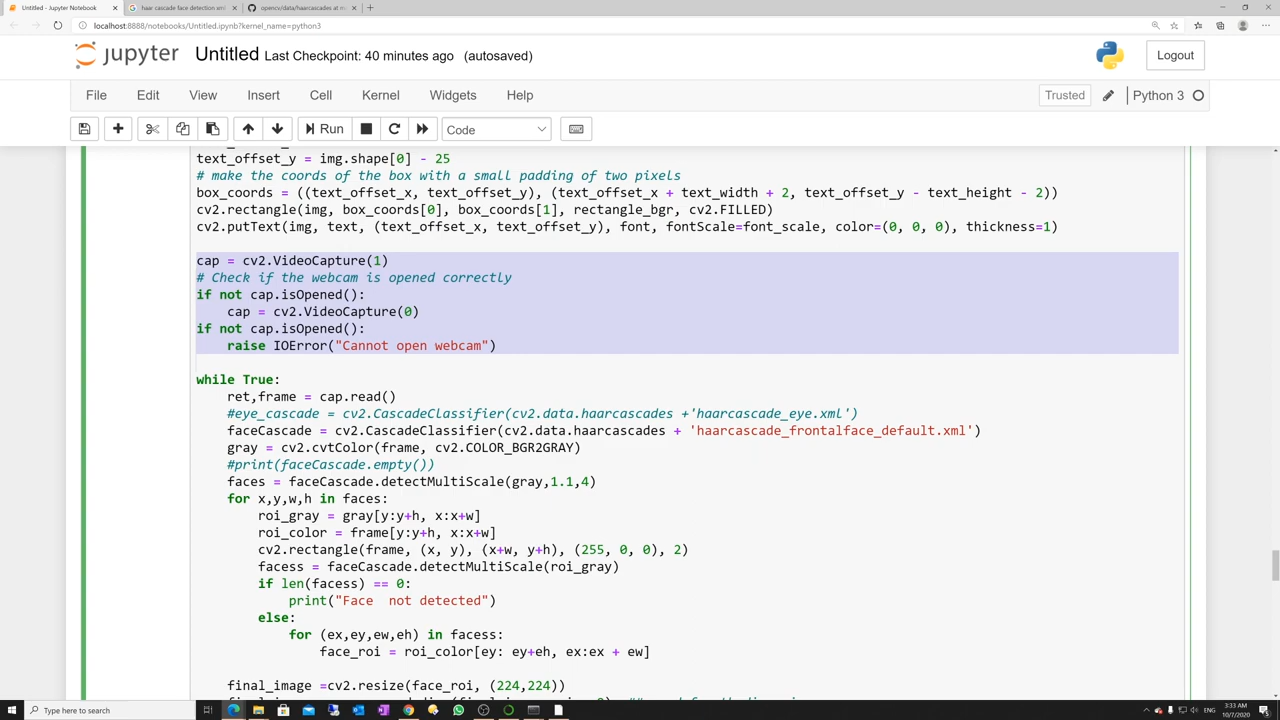 Untitled - Jupyter Notebook
haar cascade face detection xml
opencv/data/haarcascades at m
localhost:8888/notebooks/Untitled.ipynb?kernel_name=python3
jupyter Untitled Last Checkpoint: 40 minutes ago (autosaved)
Logout
File Edit View Insert Cell Kernel Widgets Help
Trusted
Python 3
Run
Code
text_offset_y = img.shape[0] - 25
# make the coords of the box with a small padding of two pixels
box_coords = ((text_offset_x, text_offset_y), (text_offset_x + text_width + 2, text_offset_y - text_height - 2))
cv2.rectangle(img, box_coords[0], box_coords[1], rectangle_bgr, cv2.FILLED)
cv2.putText(img, text, (text_offset_x, text_offset_y), font, fontScale=font_scale, color=(0, 0, 0), thickness=1)
cap = cv2.VideoCapture(1)
# Check if the webcam is opened correctly
if not cap.isOpened():
cap = cv2.VideoCapture(0)
if not cap.isOpened():
raise IOError("Cannot open webcam")
while True:
ret,frame = cap.read()
#eye_cascade = cv2.CascadeClassifier(cv2.data.haarcascades +'haarcascade_eye.xml')
faceCascade = cv2.CascadeClassifier(cv2.data.haarcascades + 'haarcascade_frontalface_default.xml')
gray = cv2.cvtColor(frame, cv2.COLOR_BGR2GRAY)
#print(faceCascade.empty())
faces = faceCascade.detectMultiScale(gray,1.1,4)
for x,y,w,h in faces:
roi_gray = gray[y:y+h, x:x+w]
roi_color = frame[y:y+h, x:x+w]
cv2.rectangle(frame, (x, y), (x+w, y+h), (255, 0, 0), 2)
facess = faceCascade.detectMultiScale(roi_gray)
if len(facess) == 0:
print("Face  not detected")
else:
for (ex,ey,ew,eh) in facess:
face_roi = roi_color[ey: ey+eh, ex:ex + ew]
final_image =cv2.resize(face_roi, (224,224))
Type here to search
ENG
3:33 AM
10/7/2020